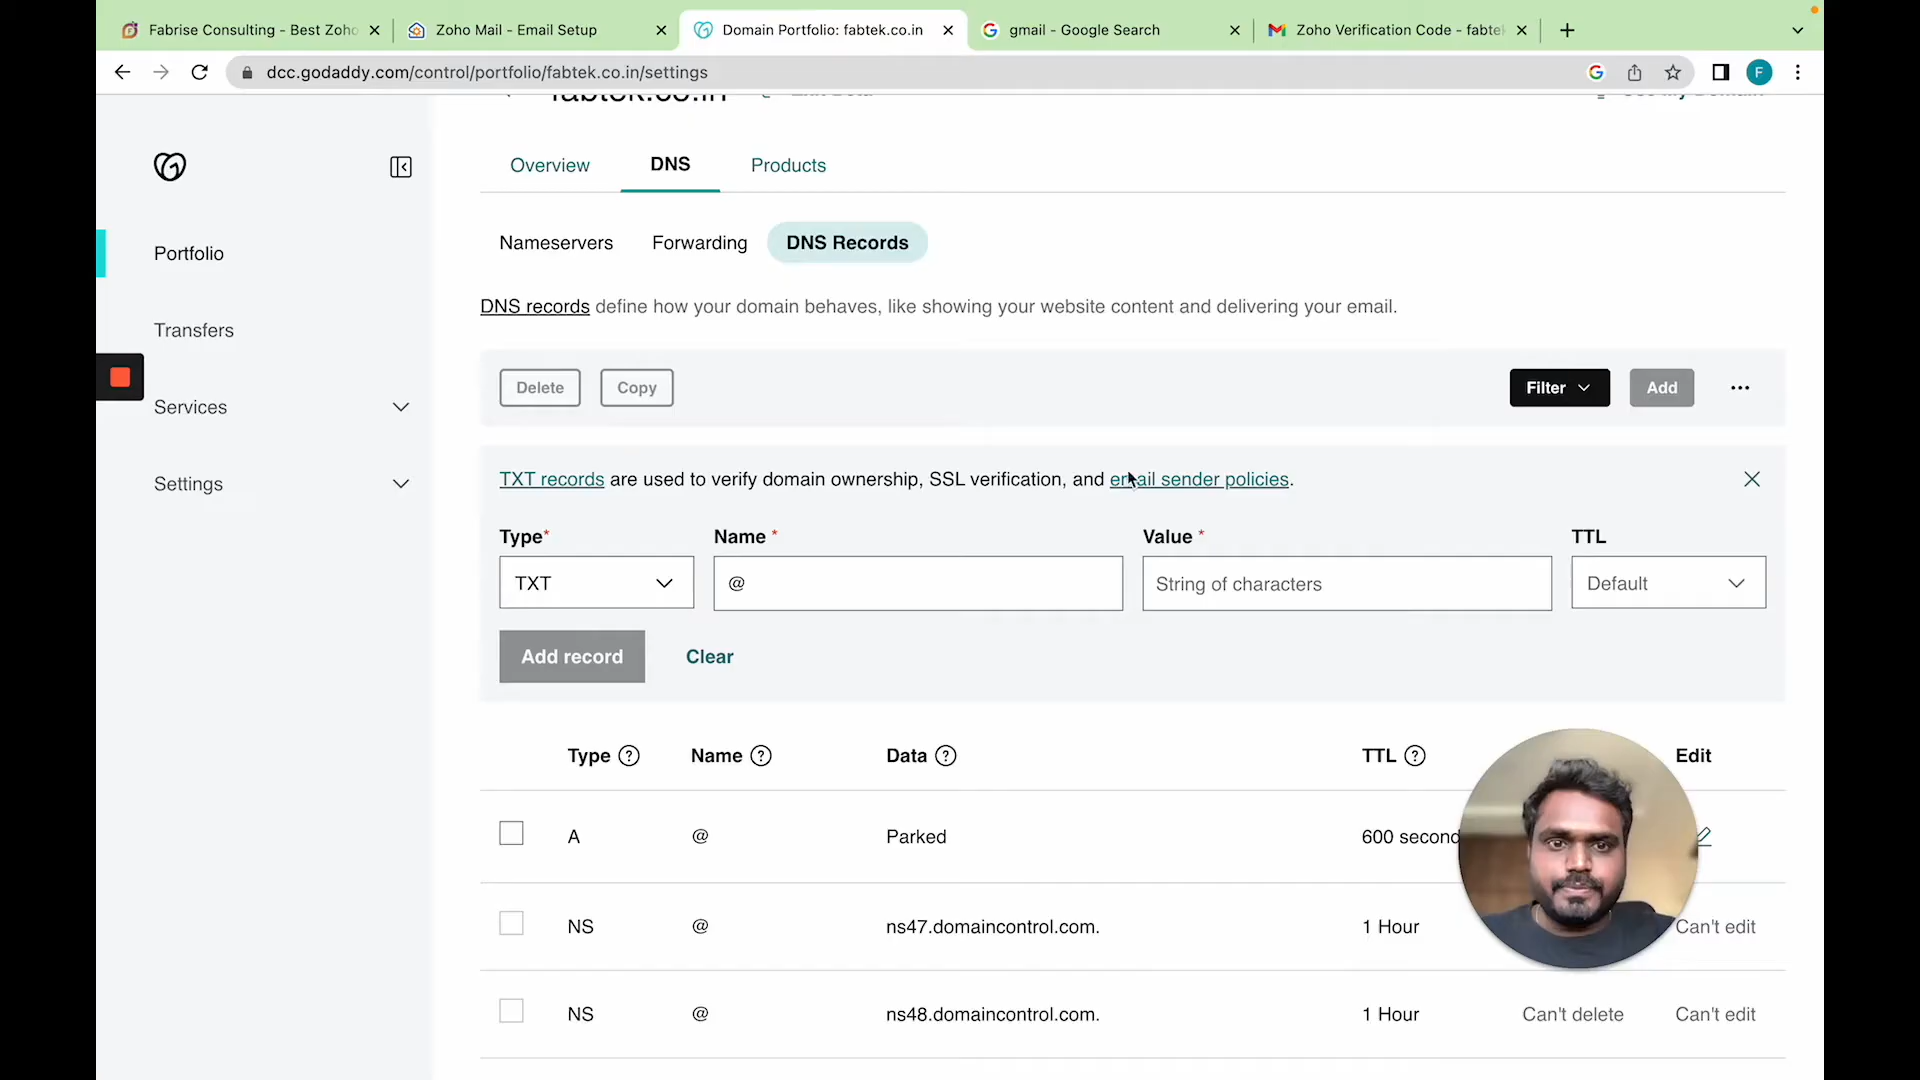 Fabrise Consulting - Best Zoho
Zoho Mail - Email Setup
Domain Portfolio: fabtek.co.in
gmail - Google Search
Zoho Verification Code - fabte
dcc.godaddy.com/control/portfolio/fabtek.co.in/settings
F
fabtek.co.in
Overview
DNS
Products
Portfolio
Transfers
Services
Settings
Nameservers
Forwarding
DNS Records
DNS records define how your domain behaves, like showing your website content and delivering your email.
Delete
Copy
Filter
Add
TXT records are used to verify domain ownership, SSL verification, and email sender policies.
Type*
Name *
Value *
TTL
TXT
@
String of characters
Default
Add record
Clear
Type ?
Name ?
Data ?
TTL ?
Edit
A
@
Parked
600 second
NS
@
ns47.domaincontrol.com.
1 Hour
Can't edit
NS
@
ns48.domaincontrol.com.
1 Hour
Can't delete
Can't edit